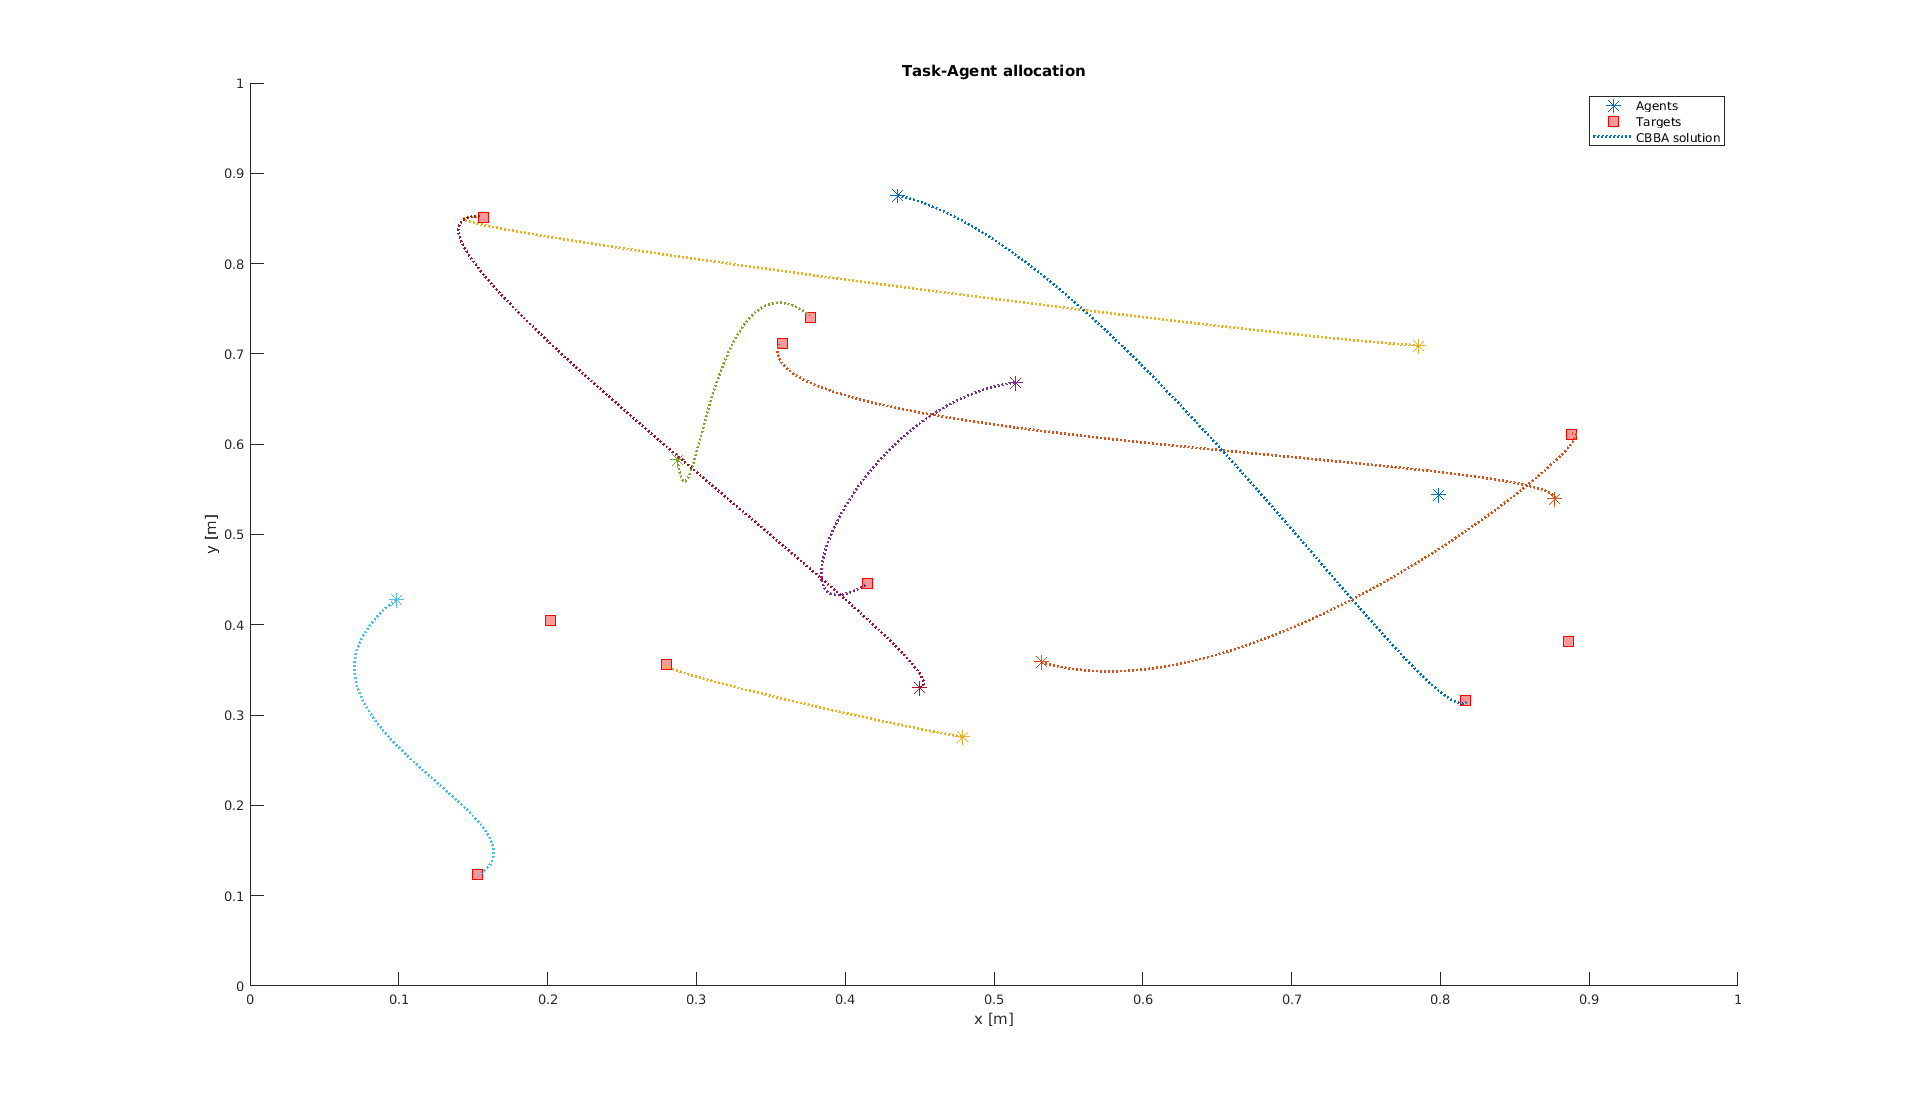 Task-Agent allocation
Agents
Targets
CBBA solution
1
0.9
0.8
0.7
0.6
0.5
0.4
0.3
0.2
0.1
0
y [m]
0 0.1 0.2 0.3 0.4 0.5 0.6 0.7 0.8 0.9 1
x [m]